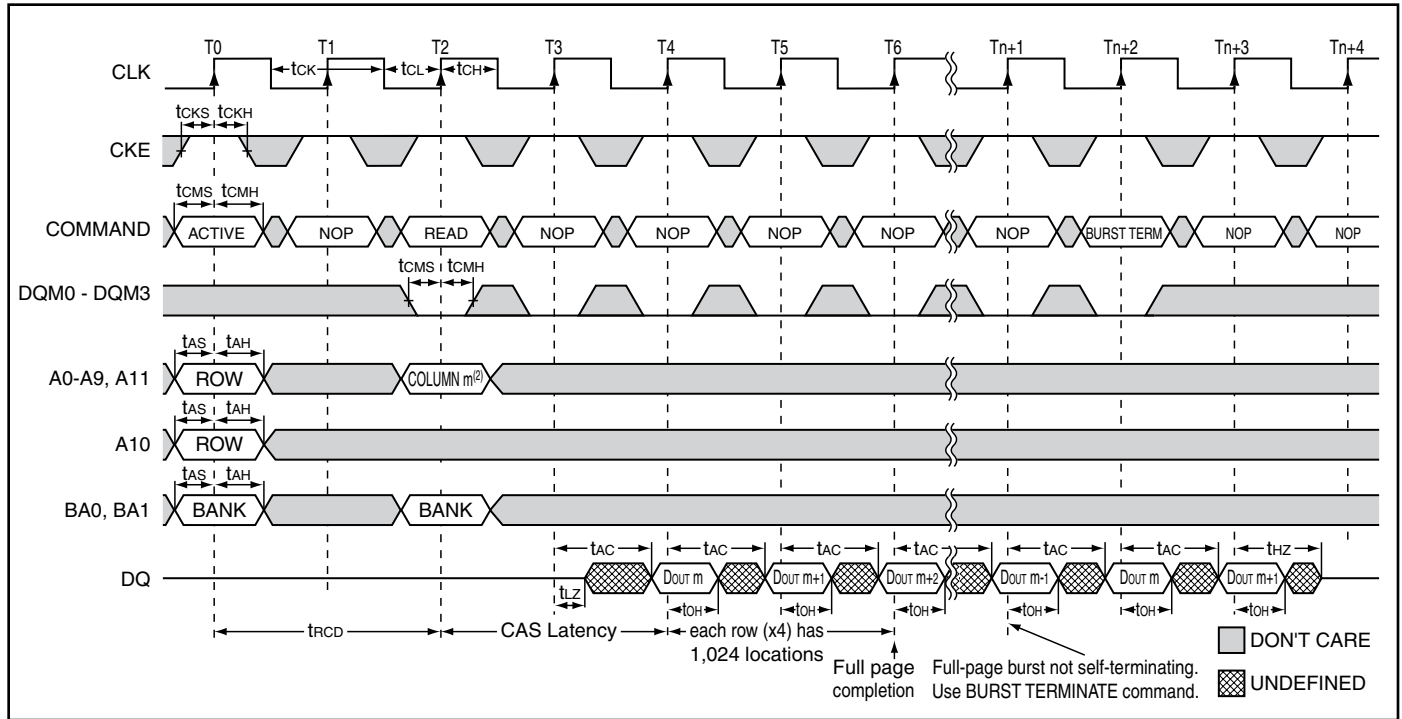 T0 T1 T2 T3 T4 T5 T6 Tn+1 Tn+2 Tn+3 Tn+4
CLK tCK tCL tCH
tCKS tCKH
CKE
tCMS tCMH
COMMAND ACTIVE NOP READ NOP NOP NOP NOP NOP BURST TERM NOP NOP
tCMS tCMH
DQM0 - DQM3
tAS tAH
A0-A9, A11 ROW COLUMN m(2)
tAS tAH
A10 ROW
tAS tAH
BA0, BA1 BANK BANK
tAC tAC tAC tAC tAC tAC tHZ
DQ DOUT m DOUT m+1 DOUT m+2 DOUT m-1 DOUT m DOUT m+1
tLZ tOH tOH tOH tOH tOH tOH
tRCD CAS Latency each row (x4) has
1,024 locations
Full page
completion
Full-page burst not self-terminating.
Use BURST TERMINATE command.
DON'T CARE
UNDEFINED